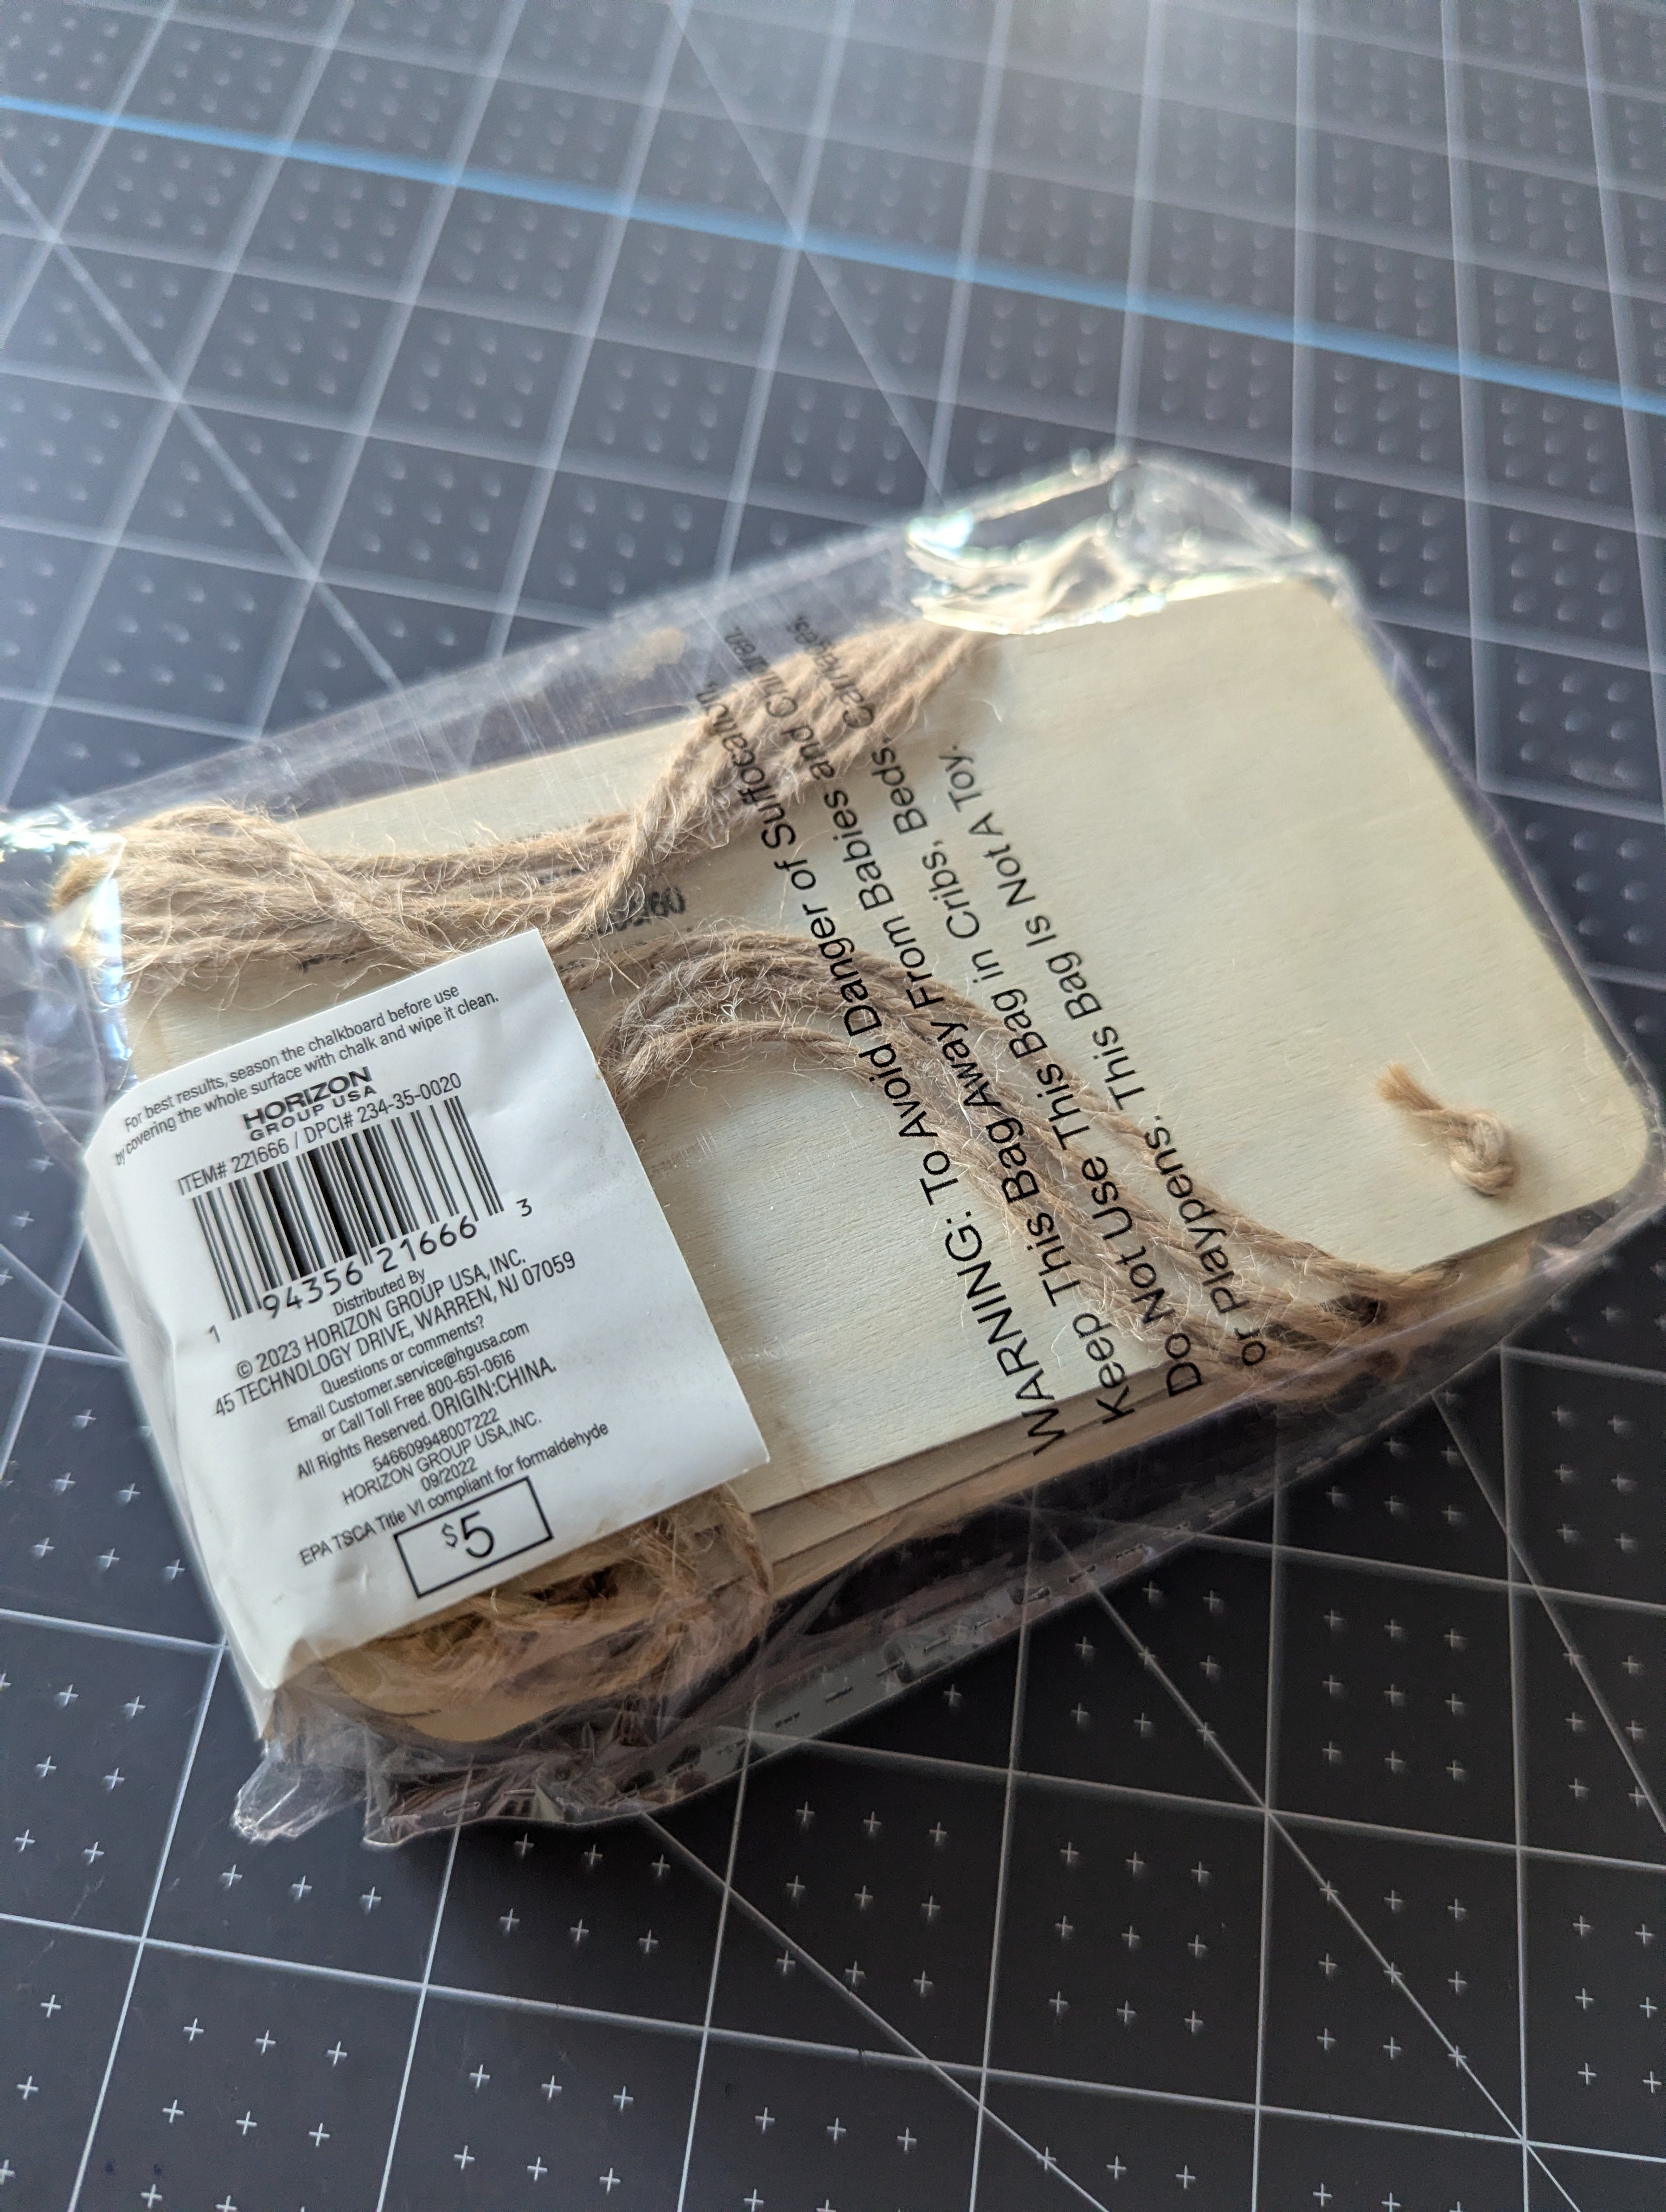 For best results, season the chalkboard before use
by covering the whole surface with chalk and wipe it clean.
HORIZON
GROUP USA
ITEM# 221666 / DPCI# 234-35-0020
1 94356 21666 3
Distributed By
© 2023 HORIZON GROUP USA, INC.
45 TECHNOLOGY DRIVE, WARREN, NJ 07059
Questions or comments?
Email Customer.service@hgusa.com
or Call Toll Free 800-651-0616
All Rights Reserved. ORIGIN:CHINA.
546609948007222
HORIZON GROUP USA,INC.
09/2022
EPA TSCA Title VI compliant for formaldehyde
$5
WARNING: To Avoid Danger of Suffocation,
Keep This Bag Away From Babies and Children.
Do Not Use This Bag in Cribs, Beds, Carriages,
or Playpens. This Bag Is Not A Toy.